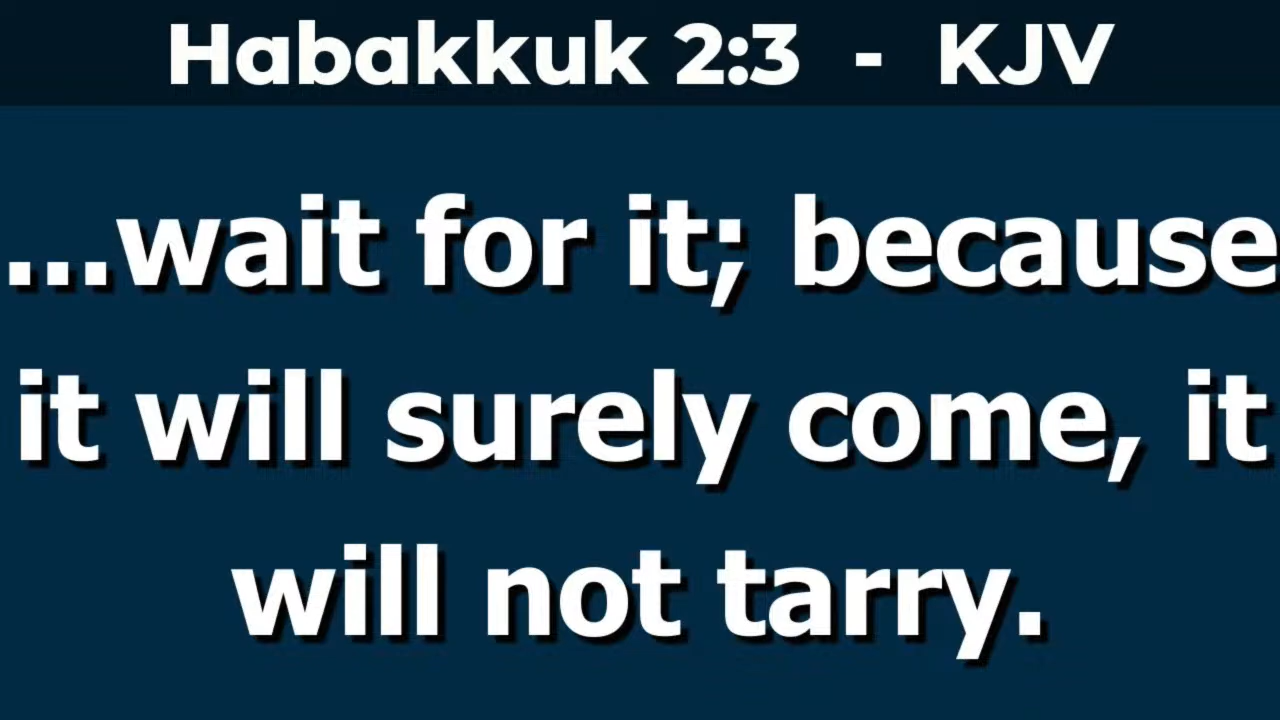 Habakkuk 2:3 - KJV
...wait for it; because
it will surely come, it
will not tarry.